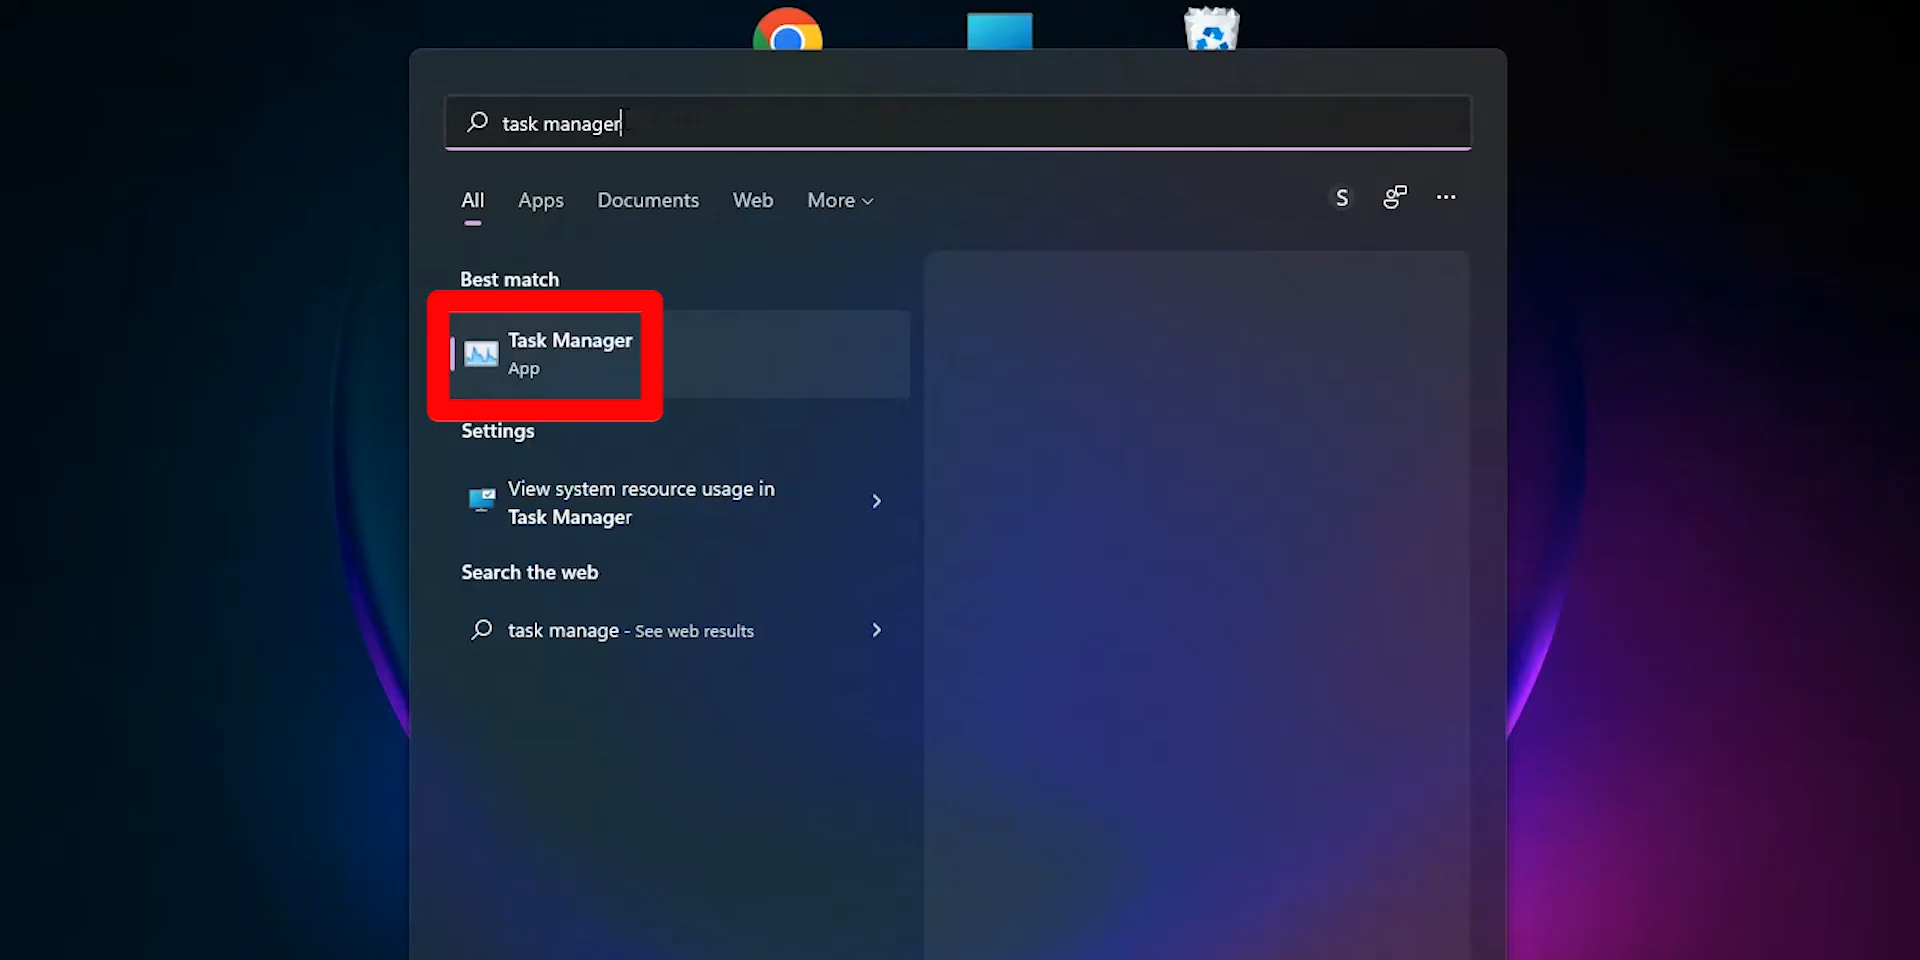 task manager
All Apps Documents Web More S
Best match
Task Manager
App
Settings
View system resource usage in
Task Manager
Search the web
task manage - See web results